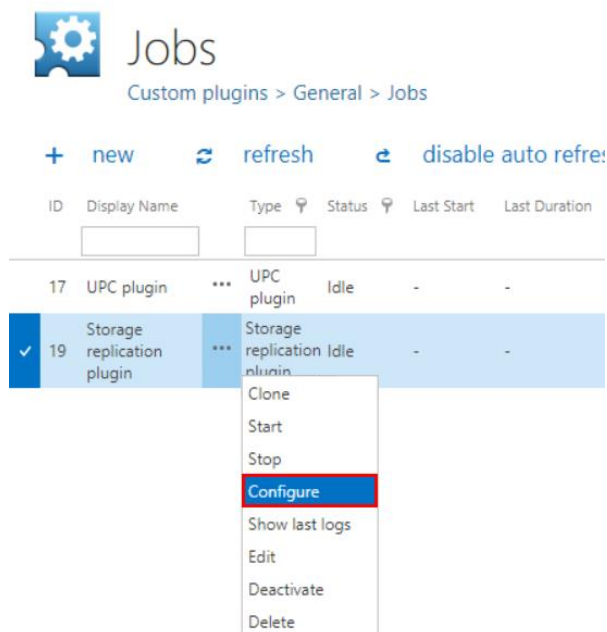 Jobs
Custom plugins > General > Jobs
+ new refresh disable auto refres
ID Display Name Type Status Last Start Last Duration
17 UPC plugin ... UPC plugin Idle - -
19 Storage replication plugin ... Storage replication plugin Idle - -
Clone
Start
Stop
Configure
Show last logs
Edit
Deactivate
Delete